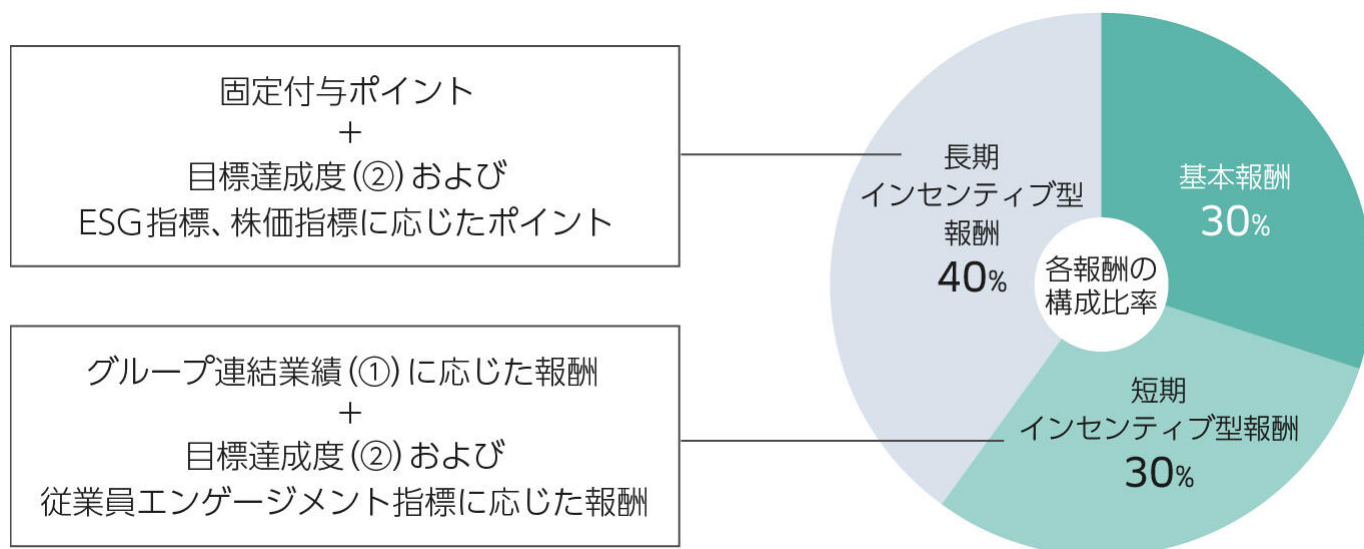 固定付与ポイント
+
目標達成度(②)および
ESG指標、株価指標に応じたポイント
グループ連結業績(①)に応じた報酬
+
目標達成度(②)および
従業員エンゲージメント指標に応じた報酬
長期
インセンティブ型
報酬
40%
基本報酬
30%
各報酬の
構成比率
短期
インセンティブ型報酬
30%